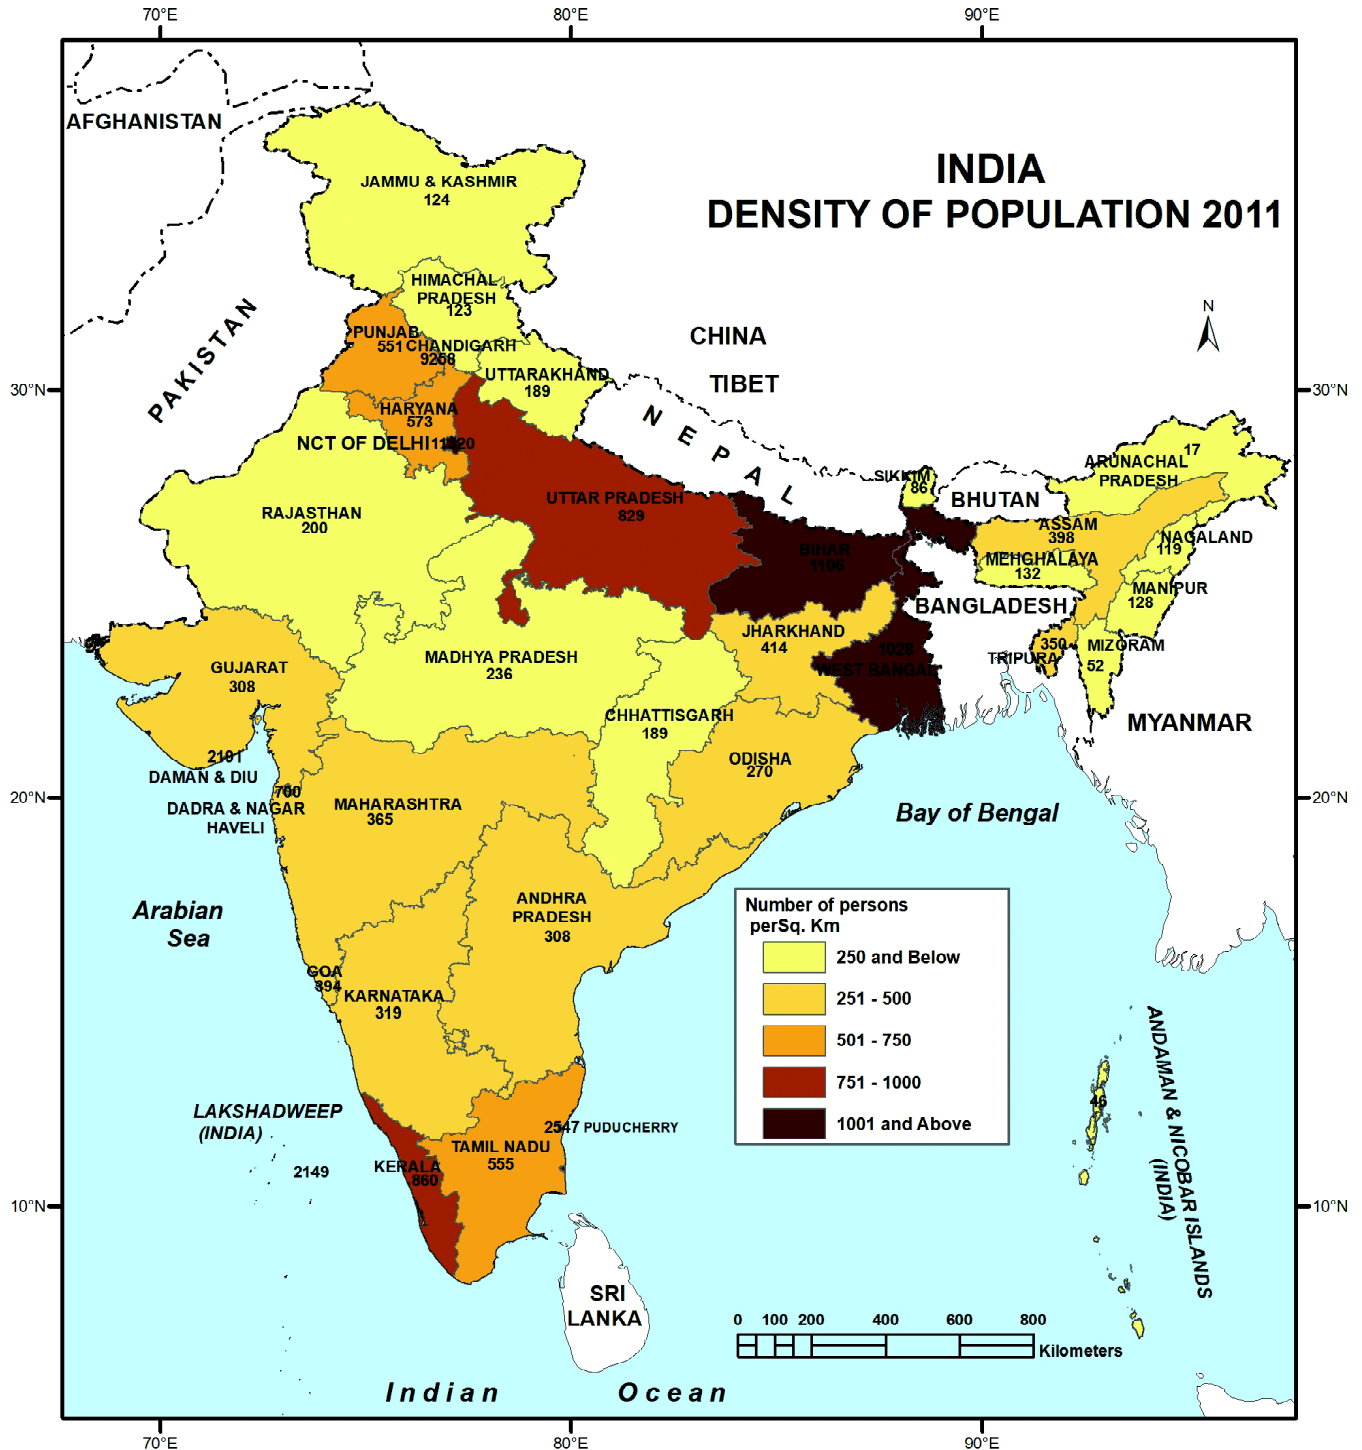 70°E
80°E
90°E
AFGHANISTAN
INDIA
DENSITY OF POPULATION 2011
JAMMU & KASHMIR
124
HIMACHAL
PRADESH
123
N
PAKISTAN
PUNJAB
551
CHANDIGARH
9258
CHINA
TIBET
UTTARAKHAND
189
30°N
30°N
HARYANA
573
NCT OF DELHI
NEPAL
SIKKIM
86
BHUTAN
17
ARUNACHAL
PRADESH
UTTAR PRADESH
829
RAJASTHAN
200
ASSAM
398
NAGALAND
119
BIHAR
1106
MEHGHALAYA
132
MANIPUR
128
BANGLADESH
JHARKHAND
414
1029
WEST BANGAL
350
TRIPURA
MIZORAM
52
GUJARAT
308
MADHYA PRADESH
236
CHHATTISGARH
189
MYANMAR
2191
DAMAN & DIU
ODISHA
270
700
DADRA & NAGAR
HAVELI
20°N
20°N
MAHARASHTRA
365
Bay of Bengal
Arabian
Sea
ANDHRA
PRADESH
308
Number of persons
perSq. Km
250 and Below
251 - 500
501 - 750
751 - 1000
1001 and Above
GOA
394
KARNATAKA
319
ANDAMAN & NICOBAR ISLANDS
(INDIA)
46
LAKSHADWEEP
(INDIA)
2149
2547 PUDUCHERRY
TAMIL NADU
555
KERALA
860
10°N
10°N
SRI
LANKA
0 100 200 400 600 800
Kilometers
Indian Ocean
70°E
80°E
90°E